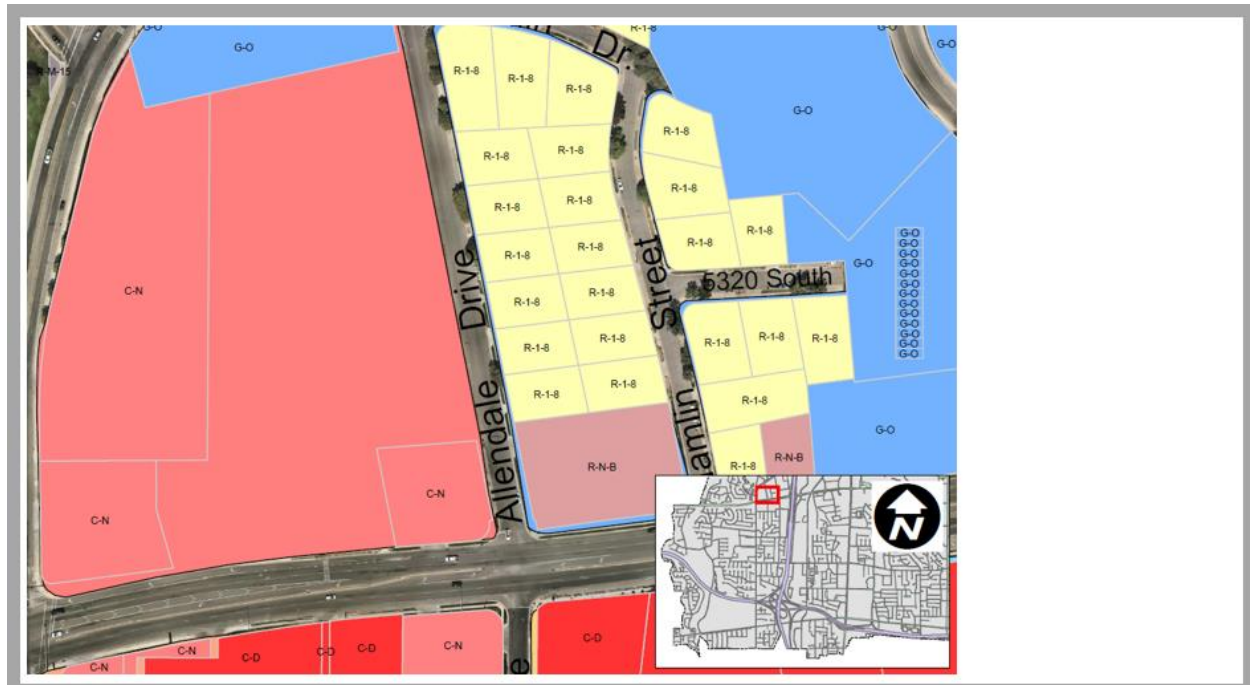 G-O
G-O
G-O
R-M-15
R-1-8
Dr.
G-O
R-1-8
R-1-8
R-1-8
G-O
R-1-8
R-1-8
R-1-8
R-1-8
R-1-8
R-1-8
R-1-8
R-1-8
R-1-8
G-O
G-O
G-O
G-O
G-O
G-O
G-O
G-O
G-O
G-O
G-O
G-O
G-O
G-O
R-1-8
R-1-8
5320 South
C-N
Drive
Street
R-1-8
R-1-8
R-1-8
R-1-8
R-1-8
R-1-8
R-1-8
R-1-8
R-1-8
R-1-8
Allendale
G-O
R-N-B
R-1-8
R-N-B
C-N
C-N
N
C-N
C-D
C-D
C-D
C-N
C-D
C-N